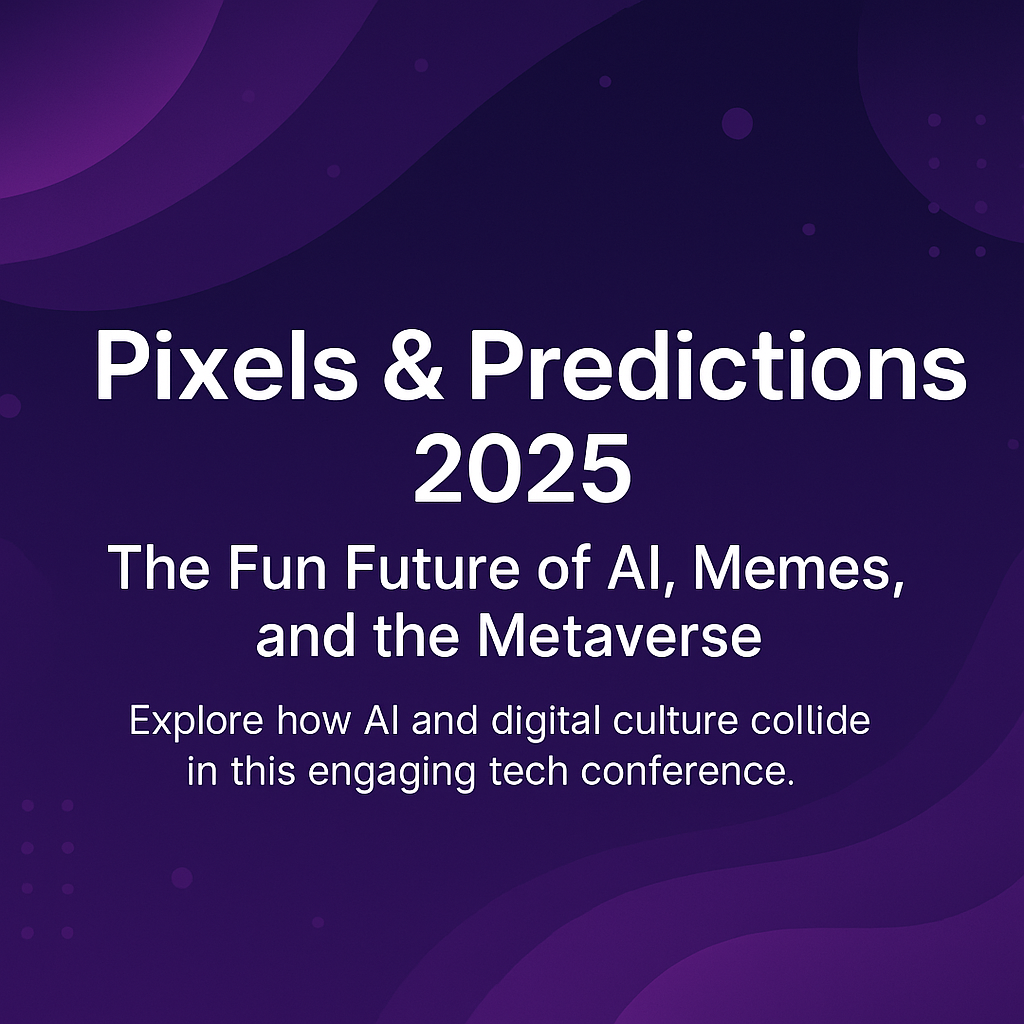 Pixels & Predictions
2025
The Fun Future of AI, Memes,
and the Metaverse
Explore how AI and digital culture collide
in this engaging tech conference.